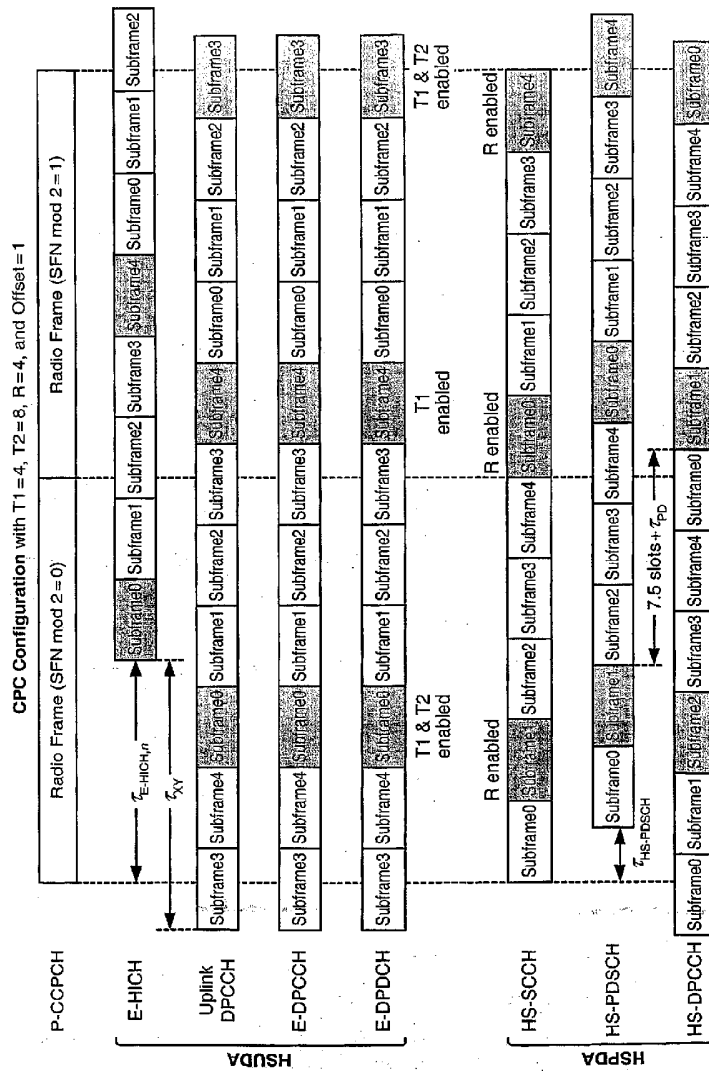 CPC Configuration with T1=4, T2=8, R=4, and Offset=1
P-CCPCH
Radio Frame (SFN mod 2=0)
Radio Frame (SFN mod 2=1)
E-HICH
τE-HICH,n
Subframe0 Subframe1 Subframe2 Subframe3 Subframe4 Subframe0 Subframe1 Subframe2
τXY
HSUDA
Uplink
DPCCH
Subframe3 Subframe4 Subframe0 Subframe1 Subframe2 Subframe3 Subframe4 Subframe0 Subframe1 Subframe2 Subframe3
E-DPCCH
Subframe3 Subframe4 Subframe0 Subframe1 Subframe2 Subframe3 Subframe4 Subframe0 Subframe1 Subframe2 Subframe3
E-DPDCH
Subframe3 Subframe4 Subframe0 Subframe1 Subframe2 Subframe3 Subframe4 Subframe0 Subframe1 Subframe2 Subframe3
T1 & T2
enabled
T1
enabled
T1 & T2
enabled
R enabled
R enabled
R enabled
HSPDA
HS-SCCH
Subframe0 Subframe1 Subframe2 Subframe3 Subframe4 Subframe0 Subframe1 Subframe2 Subframe3 Subframe4
HS-PDSCH
Subframe0 Subframe1 Subframe2 Subframe3 Subframe4 Subframe0 Subframe1 Subframe2 Subframe3 Subframe4
τHS-PDSCH
7.5 slots+τPD
HS-DPCCH
Subframe0 Subframe1 Subframe2 Subframe3 Subframe4 Subframe0 Subframe1 Subframe2 Subframe3 Subframe4 Subframe0